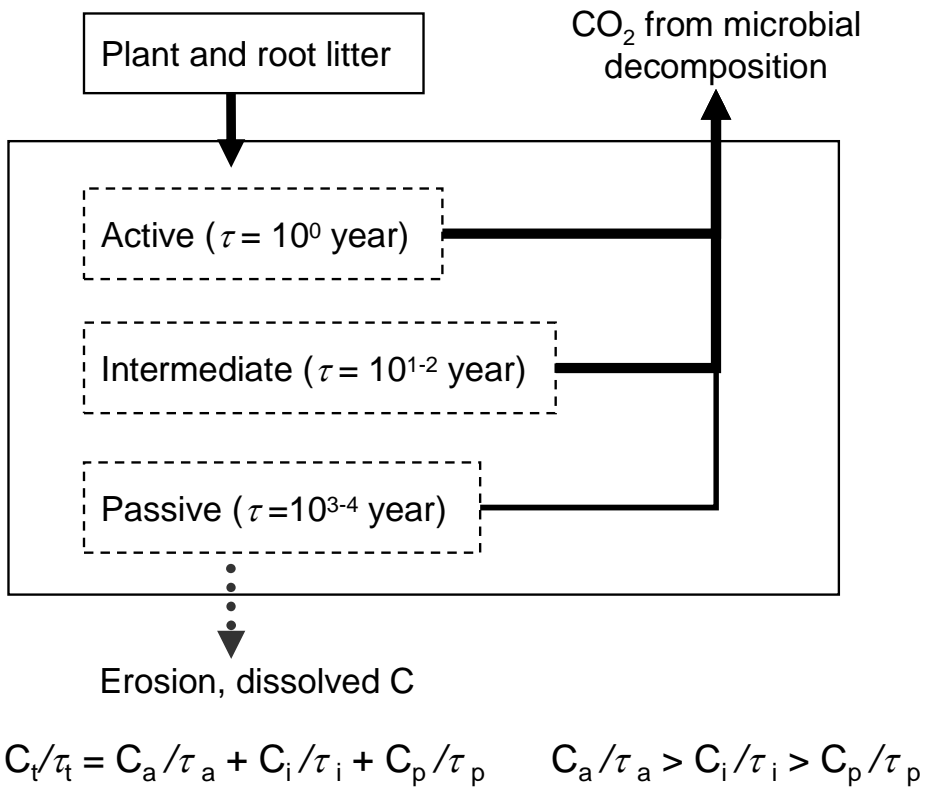 Plant and root litter
CO₂ from microbial
decomposition
Active (τ = 10⁰ year)
Intermediate (τ = 10¹⁻² year)
Passive (τ =10³⁻⁴ year)
Erosion, dissolved C
Cₜ/τₜ = Cₐ/τₐ + Cᵢ/τᵢ + Cₚ/τₚ Cₐ/τₐ > Cᵢ/τᵢ > Cₚ/τₚ